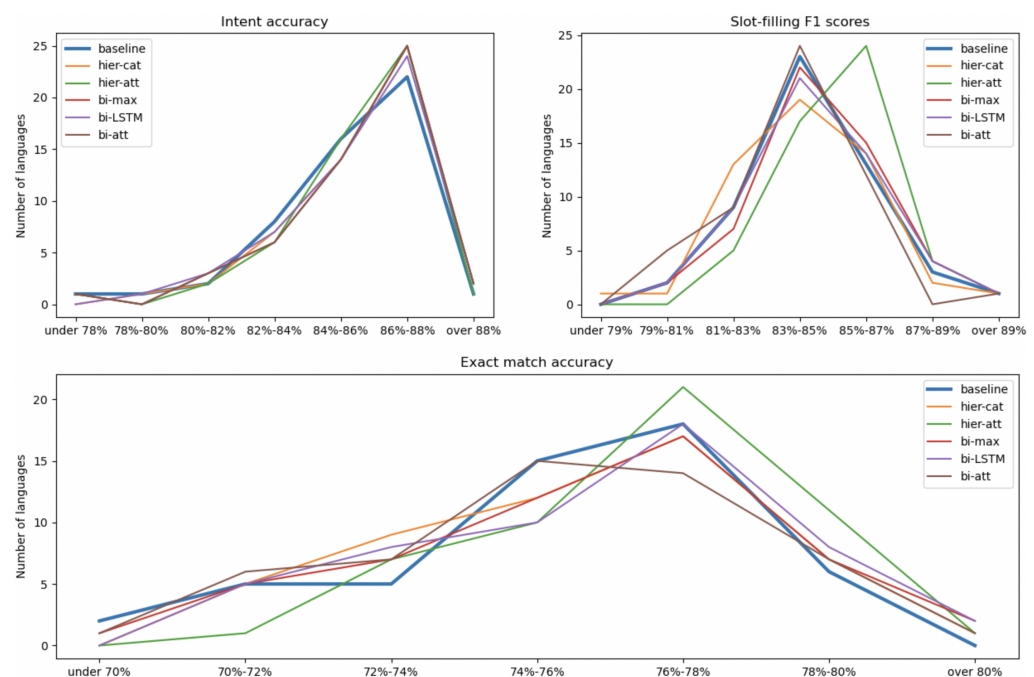 Intent accuracy
Number of languages
25
20
15
10
5
0
baseline
hier-cat
hier-att
bi-max
bi-LSTM
bi-att
under 78% 78%-80% 80%-82% 82%-84% 84%-86% 86%-88% over 88%
Slot-filling F1 scores
Number of languages
25
20
15
10
5
0
baseline
hier-cat
hier-att
bi-max
bi-LSTM
bi-att
under 79% 79%-81% 81%-83% 83%-85% 85%-87% 87%-89% over 89%
Exact match accuracy
Number of languages
20
15
10
5
0
baseline
hier-cat
hier-att
bi-max
bi-LSTM
bi-att
under 70% 70%-72% 72%-74% 74%-76% 76%-78% 78%-80% over 80%